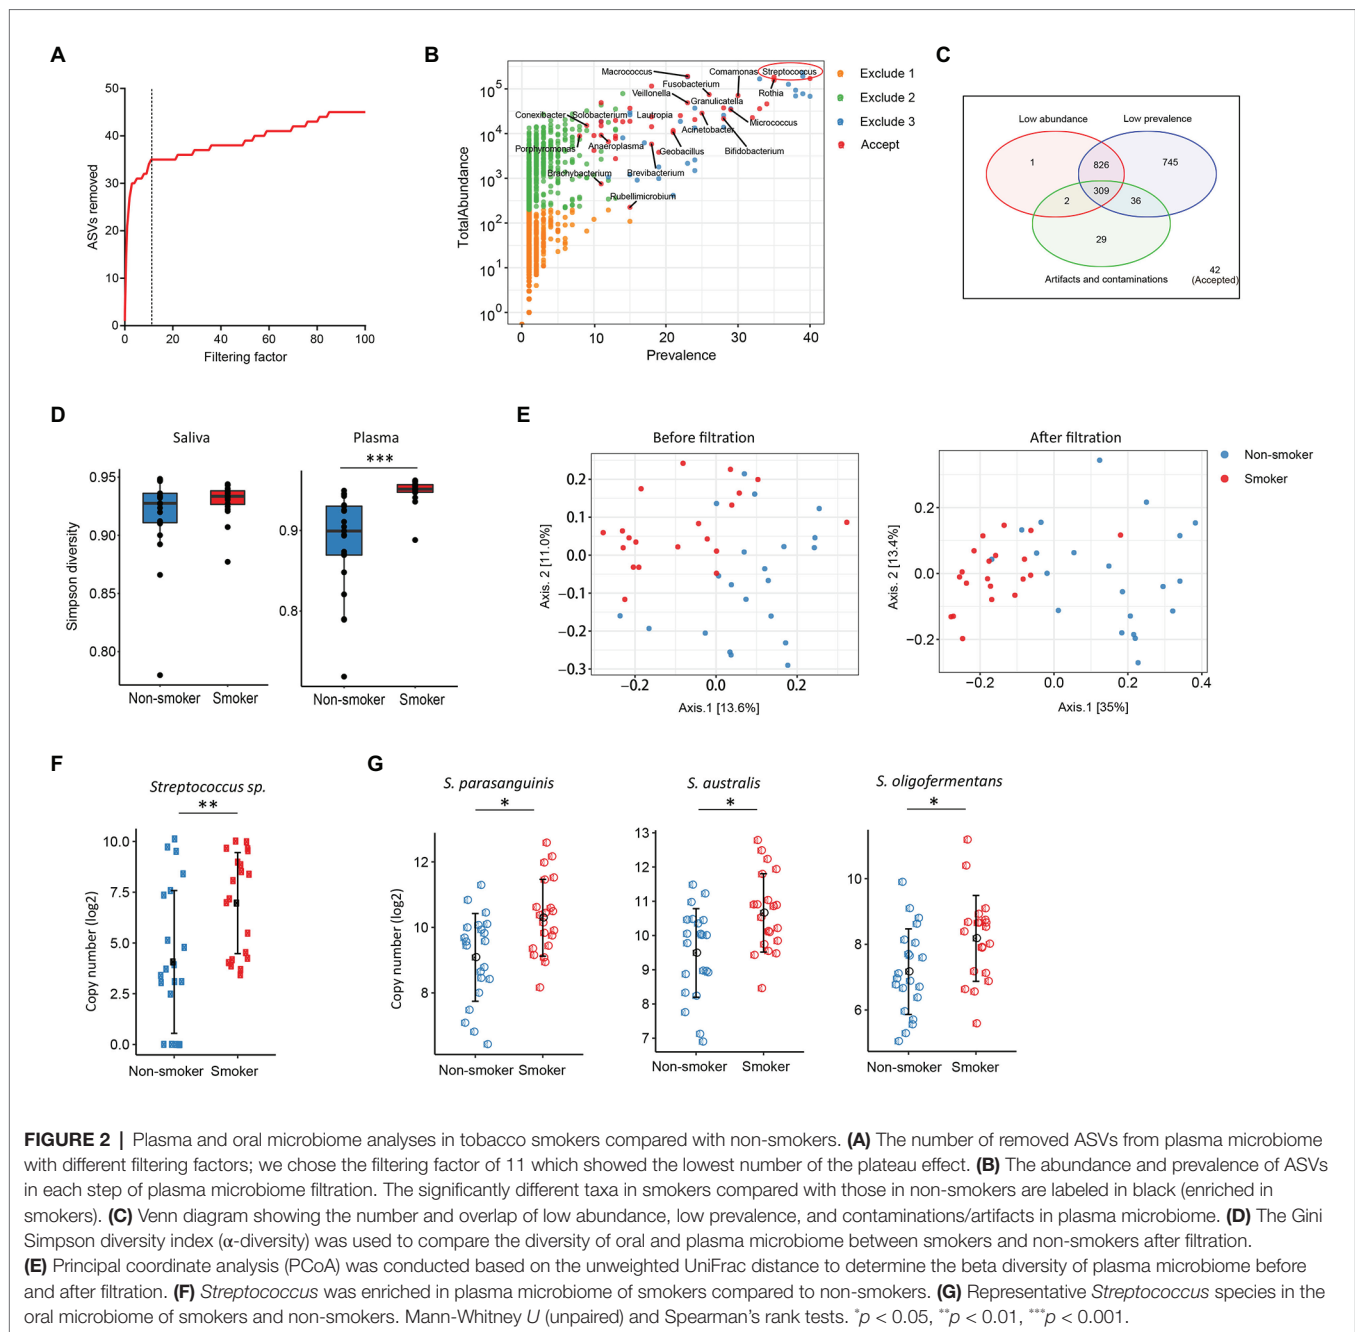 A
50
40
30
20
10
0
ASVs removed
0 20 40 60 80 100
Filtering factor
B
10^5
10^4
10^3
10^2
10^1
10^0
TotalAbundance
Macrococcus
Comamonas
Streptococcus
Fusobacterium
Rothia
Veillonella
Granulicatella
Conexibacter
Solobacterium
Lautropia
Micrococcus
Acinetobacter
Porphyromonas
Anaeroplasma
Geobacillus
Bifidobacterium
Brachybacterium
Brevibacterium
Rubellimicrobium
0 10 20 30 40
Prevalence
Exclude 1
Exclude 2
Exclude 3
Accept
C
Low abundance
Low prevalence
1
826
745
309
2
36
29
Artifacts and contaminations
42
(Accepted)
D
Saliva
0.95
0.90
0.85
0.80
Simpson diversity
Non-smoker Smoker
Plasma
***
0.9
0.8
Non-smoker Smoker
E
Before filtration
0.2
0.1
0.0
−0.1
−0.2
−0.3
Axis. 2 [11.0%]
−0.2 0.0 0.2
Axis.1 [13.6%]
After filtration
0.2
0.0
−0.2
Axis. 2 [13.4%]
−0.2 0.0 0.2 0.4
Axis.1 [35%]
Non-smoker
Smoker
F
Streptococcus sp.
**
10.0
7.5
5.0
2.5
0.0
Copy number (log2)
Non-smoker Smoker
G
S. parasanguinis
*
12
10
8
Copy number (log2)
Non-smoker Smoker
S. australis
*
13
12
11
10
9
8
7
Non-smoker Smoker
S. oligofermentans
*
10
8
6
Non-smoker Smoker
FIGURE 2 | Plasma and oral microbiome analyses in tobacco smokers compared with non-smokers. (A) The number of removed ASVs from plasma microbiome
with different filtering factors; we chose the filtering factor of 11 which showed the lowest number of the plateau effect. (B) The abundance and prevalence of ASVs
in each step of plasma microbiome filtration. The significantly different taxa in smokers compared with those in non-smokers are labeled in black (enriched in
smokers). (C) Venn diagram showing the number and overlap of low abundance, low prevalence, and contaminations/artifacts in plasma microbiome. (D) The Gini
Simpson diversity index (α-diversity) was used to compare the diversity of oral and plasma microbiome between smokers and non-smokers after filtration.
(E) Principal coordinate analysis (PCoA) was conducted based on the unweighted UniFrac distance to determine the beta diversity of plasma microbiome before
and after filtration. (F) Streptococcus was enriched in plasma microbiome of smokers compared to non-smokers. (G) Representative Streptococcus species in the
oral microbiome of smokers and non-smokers. Mann-Whitney U (unpaired) and Spearman’s rank tests. *p < 0.05, **p < 0.01, ***p < 0.001.